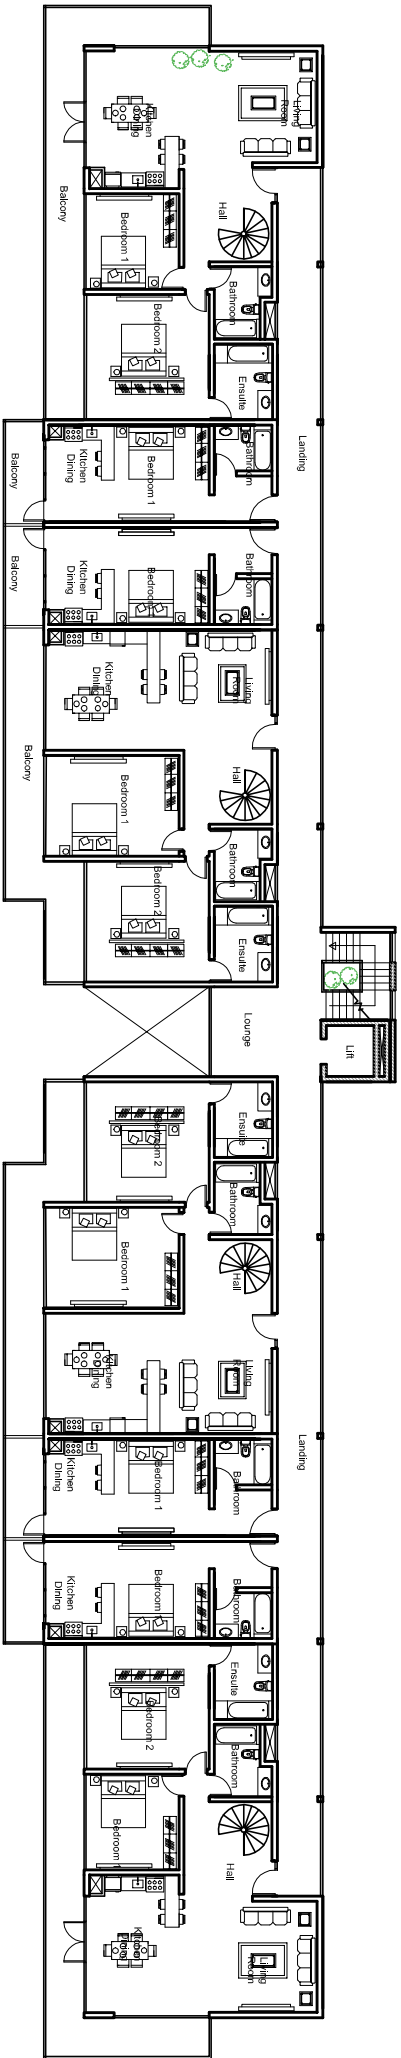 Living
Room
Kitchen
Dining
Balcony
Hall
Bedroom 1
Bathroom
Bedroom 2
Ensuite
Landing
Bathroom
Bedroom 1
Kitchen
Dining
Balcony
Bathroom
Bedroom 1
Kitchen
Dining
Balcony
Living
Room
Kitchen
Dining
Hall
Balcony
Bedroom 1
Bathroom
Bedroom 2
Ensuite
Lounge
Lift
Ensuite
Bedroom 2
Bathroom
Bedroom 1
Hall
Living
Room
Kitchen
Dining
Landing
Bathroom
Bedroom 1
Kitchen
Dining
Bathroom
Bedroom 1
Kitchen
Dining
Ensuite
Bedroom 2
Bathroom
Bedroom 1
Hall
Kitchen
Dining
Living
Room